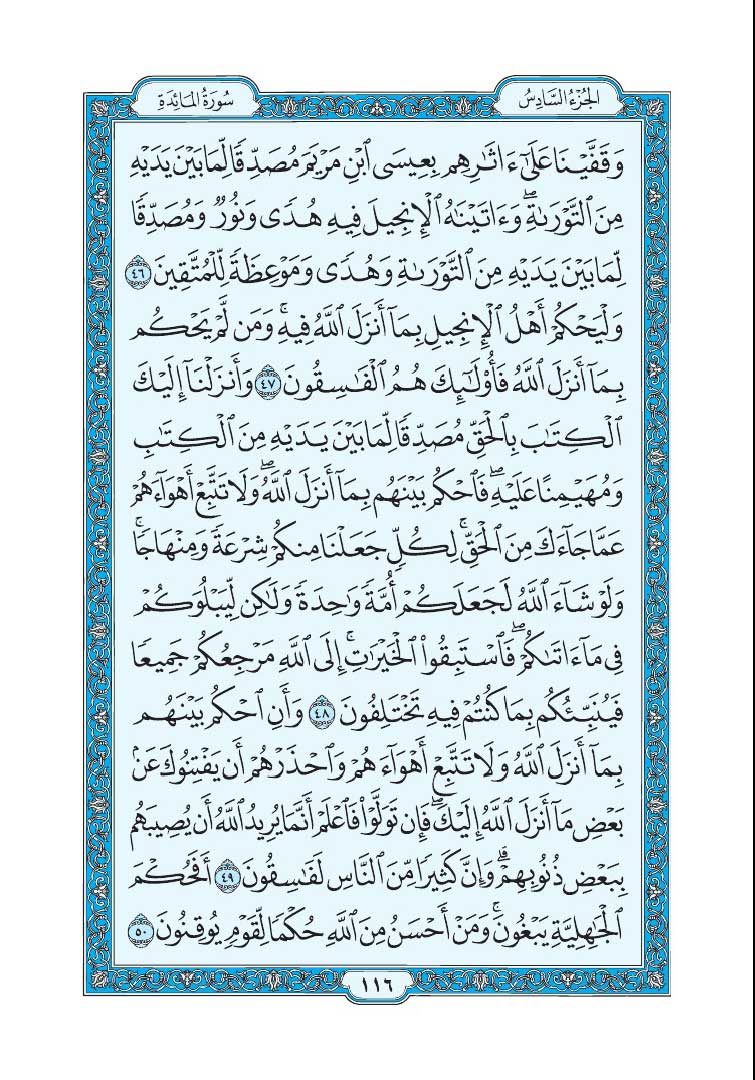 الجُزْءُ السَّادِسُ
سُورَةُ المَائِدَةِ
وَقَفَّيْنَا عَلَىٰٓ ءَاثَٰرِهِم بِعِيسَى ٱبْنِ مَرْيَمَ مُصَدِّقًا لِّمَا بَيْنَ يَدَيْهِ
مِنَ ٱلتَّوْرَىٰةِ ۖ وَءَاتَيْنَٰهُ ٱلْإِنجِيلَ فِيهِ هُدًى وَنُورٌ وَمُصَدِّقًا
لِّمَا بَيْنَ يَدَيْهِ مِنَ ٱلتَّوْرَىٰةِ وَهُدًى وَمَوْعِظَةً لِّلْمُتَّقِينَ ٤٦
وَلْيَحْكُمْ أَهْلُ ٱلْإِنجِيلِ بِمَآ أَنزَلَ ٱللَّهُ فِيهِ ۚ وَمَن لَّمْ يَحْكُم
بِمَآ أَنزَلَ ٱللَّهُ فَأُو۟لَٰٓئِكَ هُمُ ٱلْفَٰسِقُونَ ٤٧ وَأَنزَلْنَآ إِلَيْكَ
ٱلْكِتَٰبَ بِٱلْحَقِّ مُصَدِّقًا لِّمَا بَيْنَ يَدَيْهِ مِنَ ٱلْكِتَٰبِ
وَمُهَيْمِنًا عَلَيْهِ ۖ فَٱحْكُم بَيْنَهُم بِمَآ أَنزَلَ ٱللَّهُ ۖ وَلَا تَتَّبِعْ أَهْوَآءَهُمْ
عَمَّا جَآءَكَ مِنَ ٱلْحَقِّ ۚ لِكُلٍّ جَعَلْنَا مِنكُمْ شِرْعَةً وَمِنْهَاجًا ۚ
وَلَوْ شَآءَ ٱللَّهُ لَجَعَلَكُمْ أُمَّةً وَٰحِدَةً وَلَٰكِن لِّيَبْلُوَكُمْ
فِى مَآ ءَاتَىٰكُمْ ۖ فَٱسْتَبِقُوا۟ ٱلْخَيْرَٰتِ ۚ إِلَى ٱللَّهِ مَرْجِعُكُمْ جَمِيعًا
فَيُنَبِّئُكُم بِمَا كُنتُمْ فِيهِ تَخْتَلِفُونَ ٤٨ وَأَنِ ٱحْكُم بَيْنَهُم
بِمَآ أَنزَلَ ٱللَّهُ وَلَا تَتَّبِعْ أَهْوَآءَهُمْ وَٱحْذَرْهُمْ أَن يَفْتِنُوكَ عَنۢ
بَعْضِ مَآ أَنزَلَ ٱللَّهُ إِلَيْكَ ۖ فَإِن تَوَلَّوْا۟ فَٱعْلَمْ أَنَّمَا يُرِيدُ ٱللَّهُ أَن يُصِيبَهُم
بِبَعْضِ ذُنُوبِهِمْ ۗ وَإِنَّ كَثِيرًا مِّنَ ٱلنَّاسِ لَفَٰسِقُونَ ٤٩ أَفَحُكْمَ
ٱلْجَٰهِلِيَّةِ يَبْغُونَ ۚ وَمَنْ أَحْسَنُ مِنَ ٱللَّهِ حُكْمًا لِّقَوْمٍ يُوقِنُونَ ٥٠
١١٦